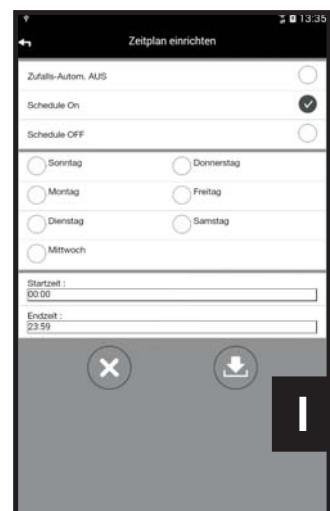 13:35
Zeitplan einrichten
Zufalls-Autom. AUS
Schedule On
Schedule OFF
Sonntag
Donnerstag
Montag
Freitag
Dienstag
Samstag
Mittwoch
Startzeit :
00:00
Endzeit :
23:59
I